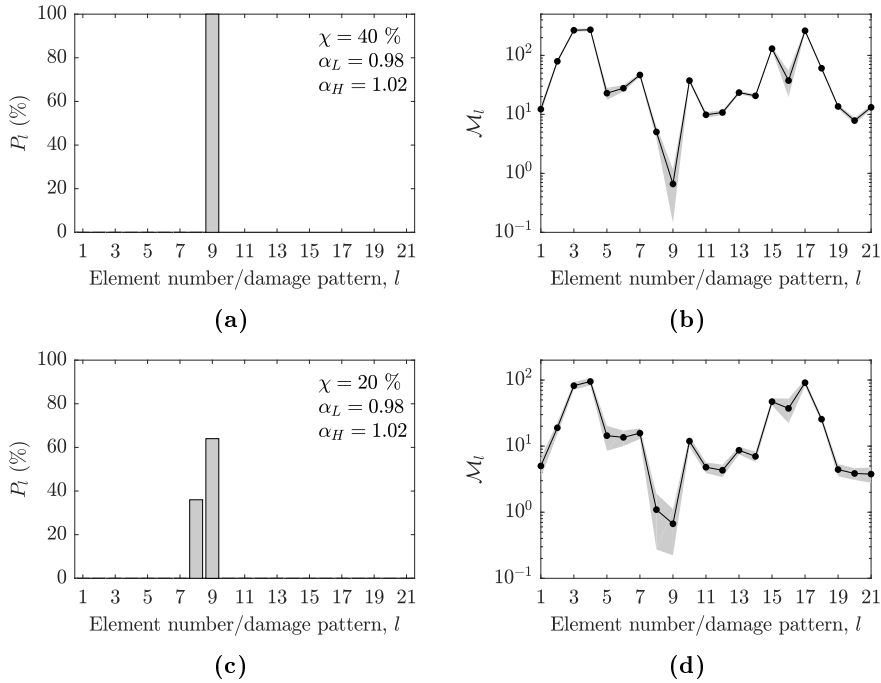 100
80
60
40
20
0
P_l (%)
χ = 40 %
α_L = 0.98
α_H = 1.02
1 3 5 7 9 11 13 15 17 19 21
Element number/damage pattern, l
(a)
10^2
10^1
10^0
10^−1
ℳ_l
1 3 5 7 9 11 13 15 17 19 21
Element number/damage pattern, l
(b)
100
80
60
40
20
0
P_l (%)
χ = 20 %
α_L = 0.98
α_H = 1.02
1 3 5 7 9 11 13 15 17 19 21
Element number/damage pattern, l
(c)
10^2
10^1
10^0
10^−1
ℳ_l
1 3 5 7 9 11 13 15 17 19 21
Element number/damage pattern, l
(d)